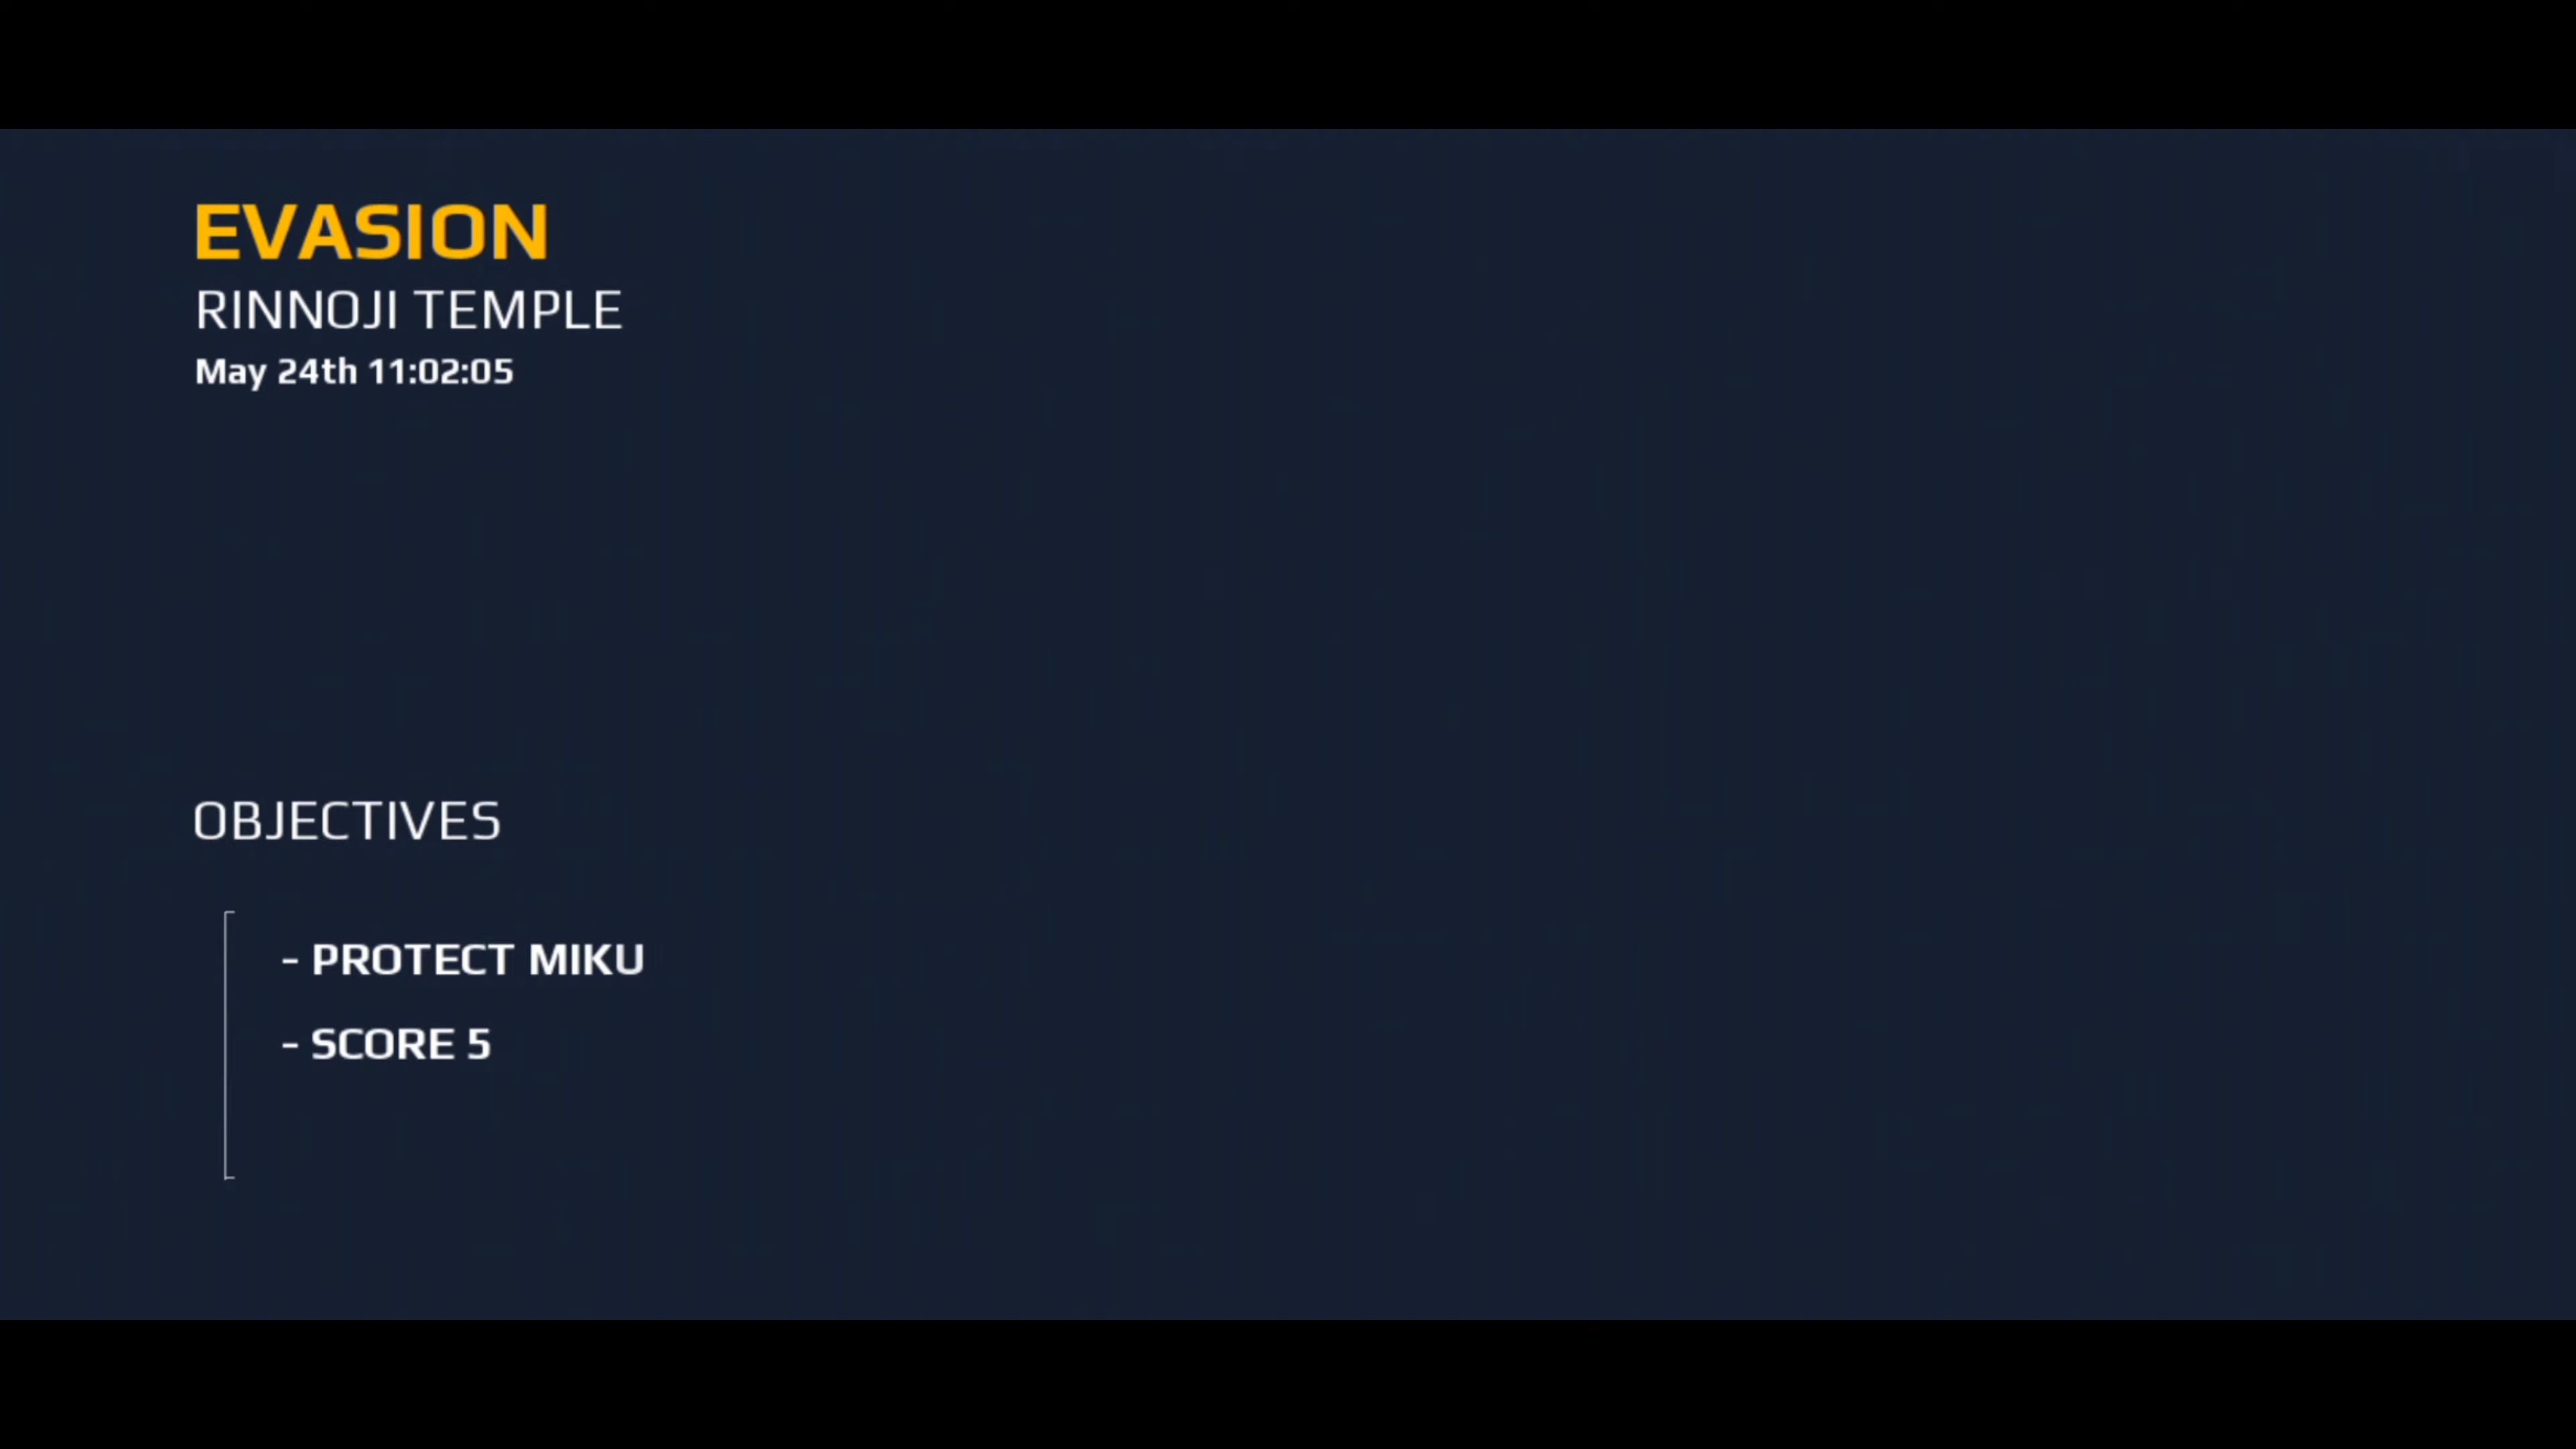 EVASION
RINNOJI TEMPLE
May 24th 11:02:05
OBJECTIVES
- PROTECT MIKU
- SCORE 5